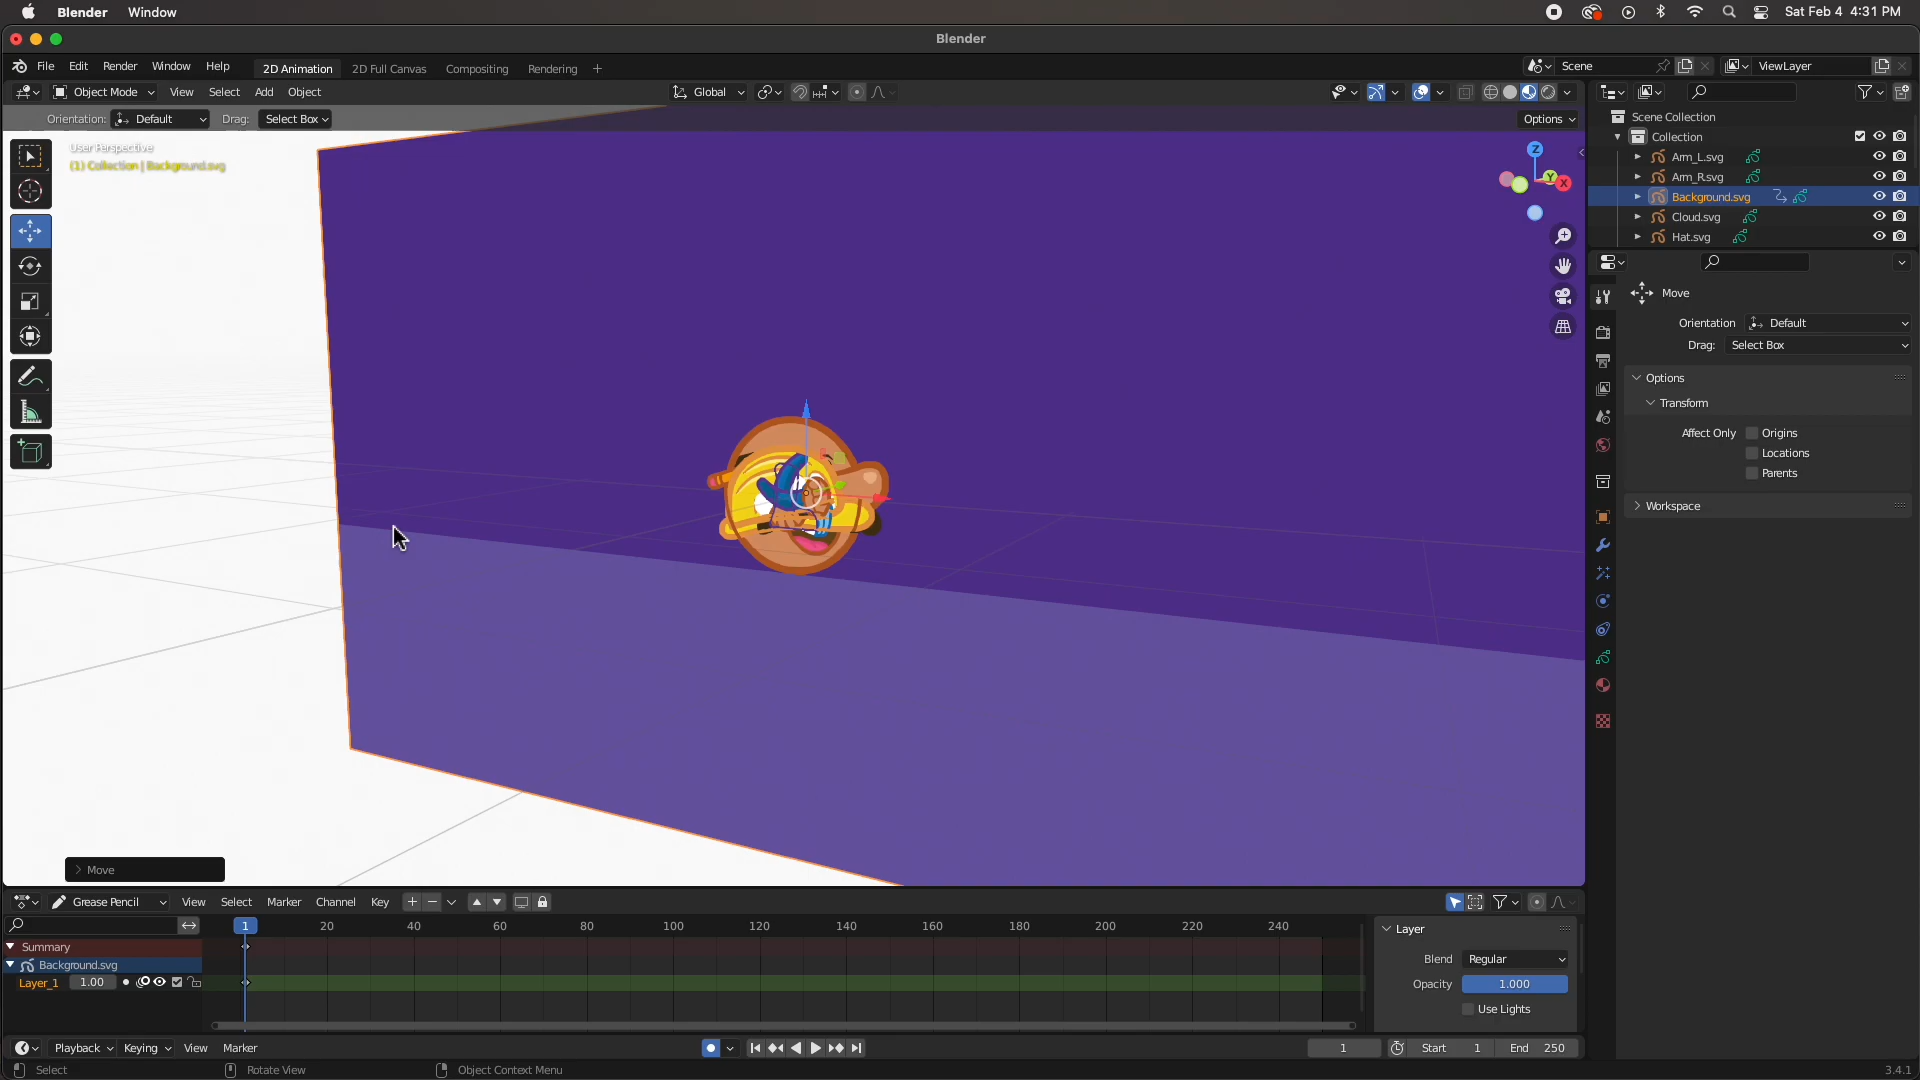 Blender Window Sat Feb 4 4:31 PM
Blender
File Edit Render Window Help 2D Animation 2D Full Canvas Compositing Rendering + Scene ViewLayer
Object Mode View Select Add Object Global
Orientation: Default Drag: Select Box Options
User Perspective
(1) Collection | Background.svg
Z
Y
X
Scene Collection
Collection
Arm_L.svg
Arm_R.svg
Background.svg
Cloud.svg
Hat.svg
Move
Orientation Default
Drag: Select Box
Options
Transform
Affect Only Origins
Locations
Parents
Workspace
Move
Grease Pencil View Select Marker Channel Key
1 20 40 60 80 100 120 140 160 180 200 220 240
Summary
Background.svg
Layer_1 1.00
Layer
Blend Regular
Opacity 1.000
Use Lights
Playback Keying View Marker 1 Start 1 End 250
Select Rotate View Object Context Menu 3.4.1